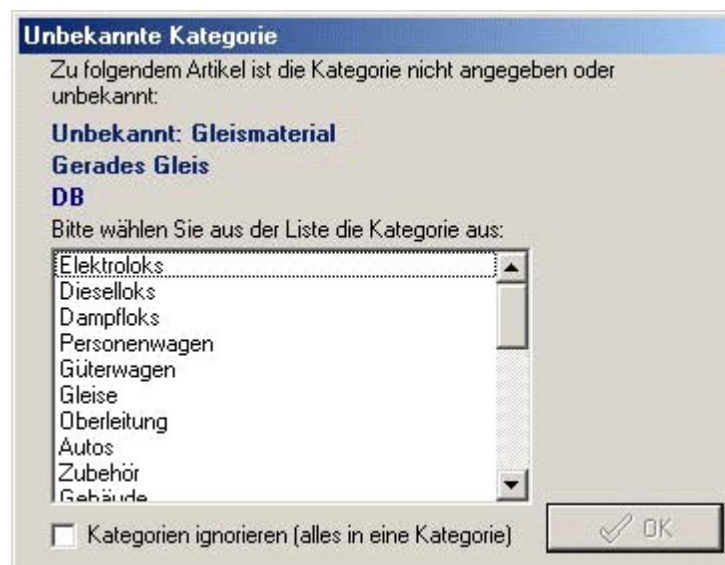 Unbekannte Kategorie
Zu folgendem Artikel ist die Kategorie nicht angegeben oder
unbekannt:
Unbekannt: Gleismaterial
Gerades Gleis
DB
Bitte wählen Sie aus der Liste die Kategorie aus:
Elektroloks
Dieselloks
Dampfloks
Personenwagen
Güterwagen
Gleise
Oberleitung
Autos
Zubehör
Gebäude
Kategorien ignorieren (alles in eine Kategorie)
OK